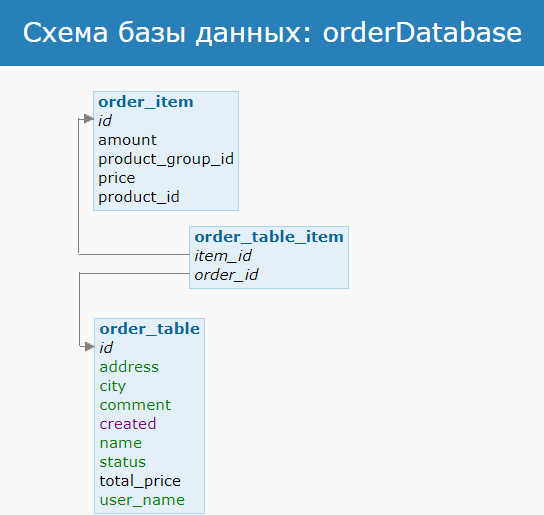 Схема базы данных: orderDatabase
order_item
id
amount
product_group_id
price
product_id
order_table_item
item_id
order_id
order_table
id
address
city
comment
created
name
status
total_price
user_name